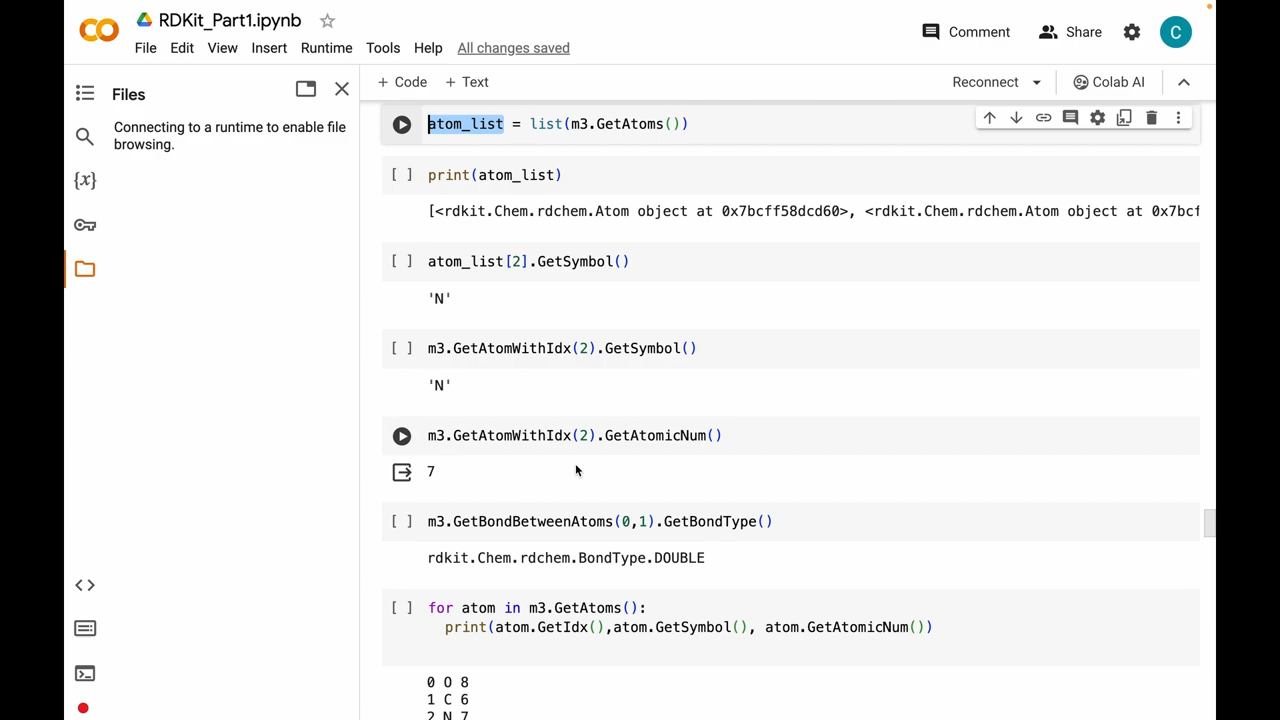 RDKit_Part1.ipynb
File Edit View Insert Runtime Tools Help All changes saved
Comment Share C
Files
+ Code + Text
Reconnect Colab AI
Connecting to a runtime to enable file
browsing.
{x}
atom_list = list(m3.GetAtoms())
[ ] print(atom_list)
[<rdkit.Chem.rdchem.Atom object at 0x7bcff58dcd60>, <rdkit.Chem.rdchem.Atom object at 0x7bcf
[ ] atom_list[2].GetSymbol()
'N'
[ ] m3.GetAtomWithIdx(2).GetSymbol()
'N'
m3.GetAtomWithIdx(2).GetAtomicNum()
7
[ ] m3.GetBondBetweenAtoms(0,1).GetBondType()
rdkit.Chem.rdchem.BondType.DOUBLE
[ ] for atom in m3.GetAtoms():
print(atom.GetIdx(),atom.GetSymbol(), atom.GetAtomicNum())
0 O 8
1 C 6
2 N 7